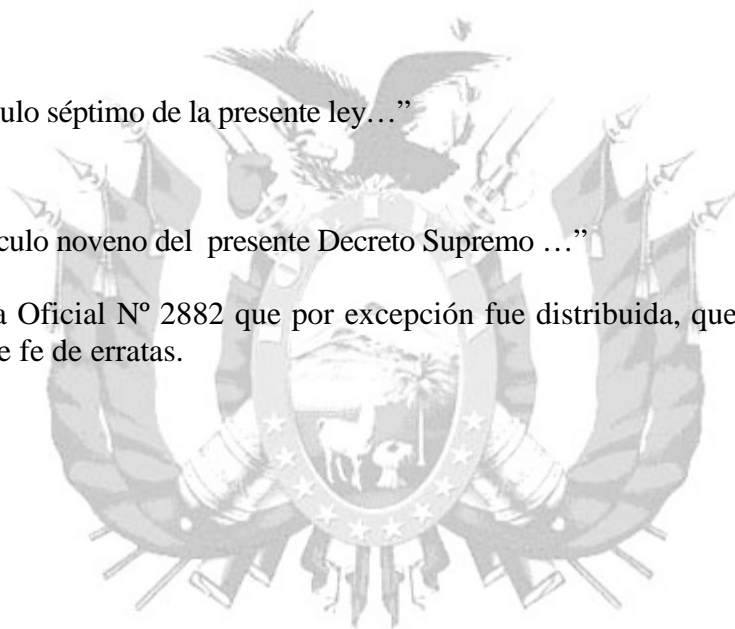 ulo séptimo de la presente ley…”
culo noveno del presente Decreto Supremo …”
a Oficial Nº 2882 que por excepción fue distribuida, que
e fe de erratas.